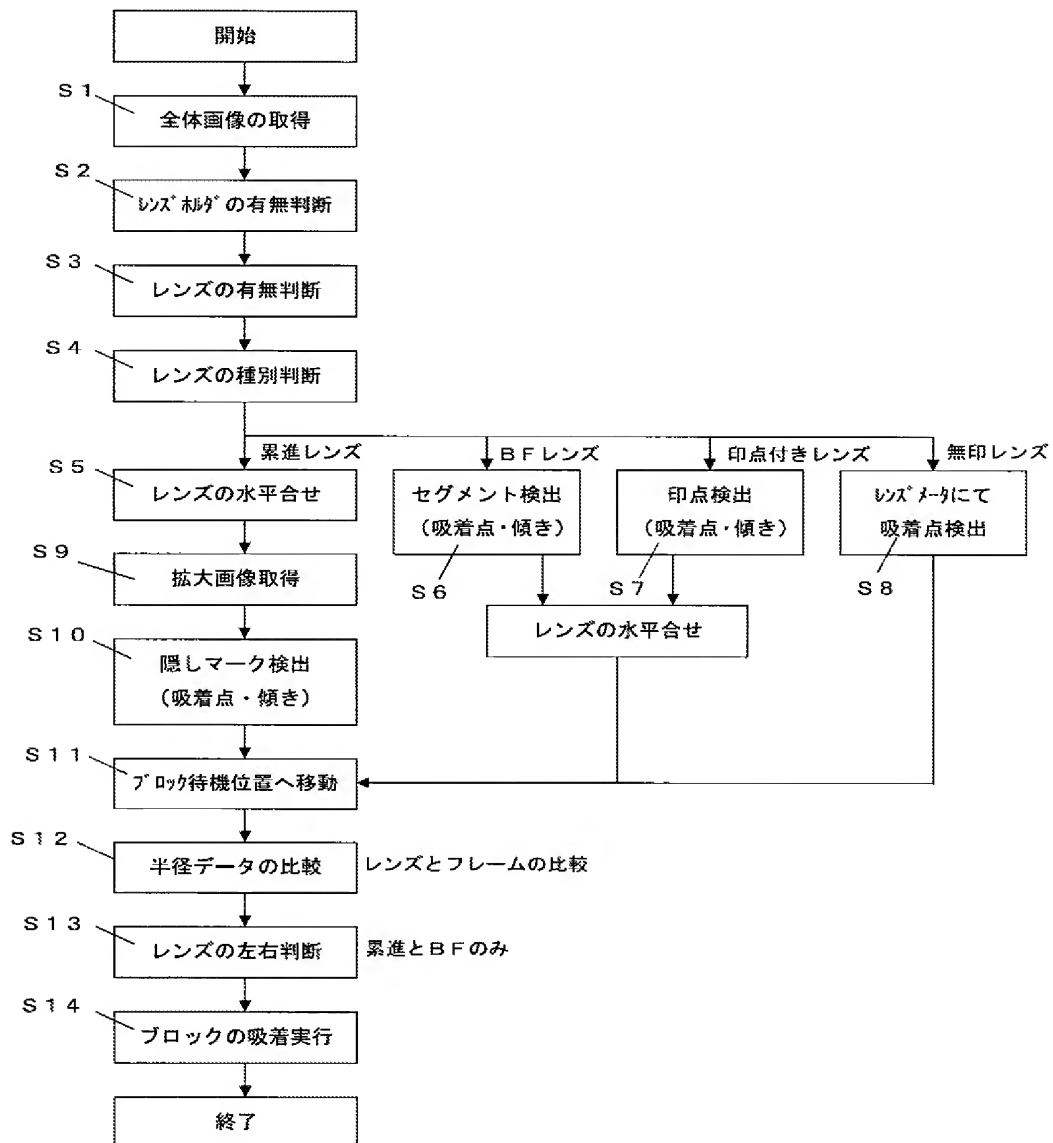 開始
S1
全体画像の取得
S2
ﾚﾝｽﾞﾎﾙﾀﾞの有無判断
S3
レンズの有無判断
S4
レンズの種別判断
累進レンズ
BFレンズ
印点付きレンズ
無印レンズ
S5
レンズの水平合せ
セグメント検出
(吸着点・傾き)
印点検出
(吸着点・傾き)
ﾚﾝｽﾞﾒｰﾀにて
吸着点検出
S6
S7
S8
S9
拡大画像取得
レンズの水平合せ
S10
隠しマーク検出
(吸着点・傾き)
S11
ﾌﾞﾛｯｸ待機位置へ移動
S12
半径データの比較
レンズとフレームの比較
S13
レンズの左右判断
累進とBFのみ
S14
ブロックの吸着実行
終了